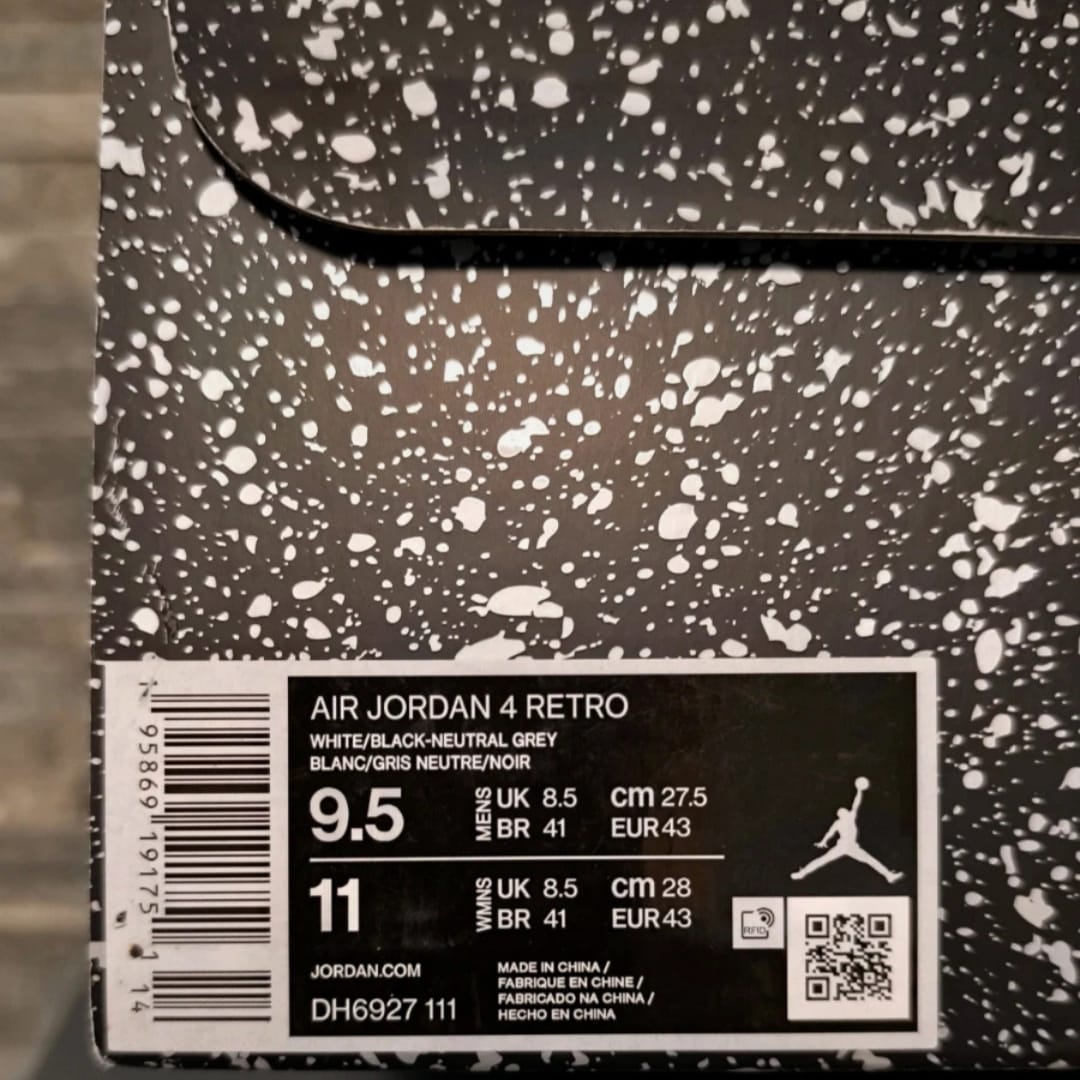 AIR JORDAN 4 RETRO
WHITE/BLACK-NEUTRAL GREY
BLANC/GRIS NEUTRE/NOIR
9.5 MENS UK 8.5 cm 27.5
BR 41 EUR 43
11 WMNS UK 8.5 cm 28
BR 41 EUR 43
JORDAN.COM
DH6927 111
MADE IN CHINA /
FABRIQUE EN CHINE /
FABRICADO NA CHINA /
HECHO EN CHINA
RFID
95869 19175 1 14